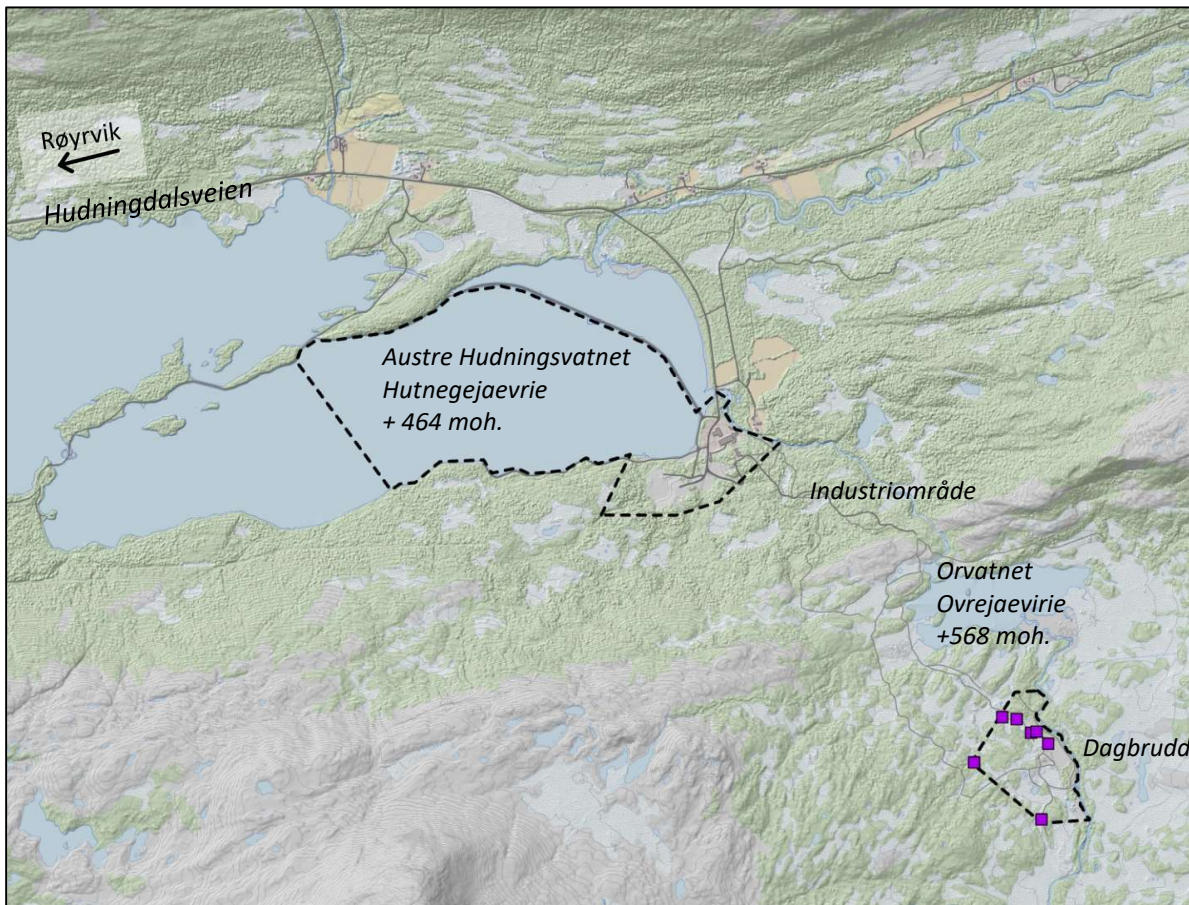 Røyrvik
Hudningdalsveien
Austre Hudningsvatnet
Hutnegejaevrie
+ 464 moh.
Industriområde
Orvatnet
Ovrejaevirie
+568 moh.
Dagbrudd